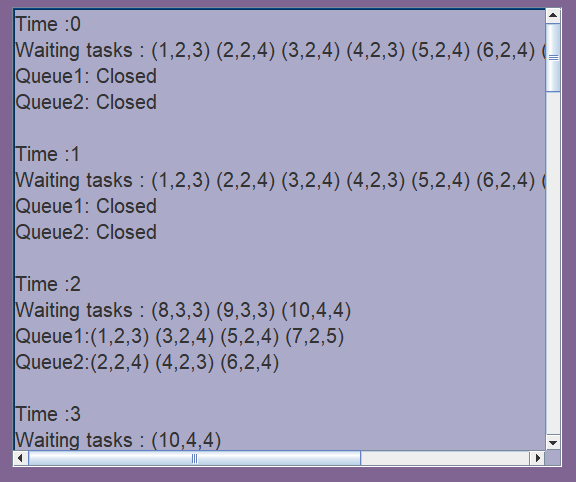 Time :0
Waiting tasks : (1,2,3) (2,2,4) (3,2,4) (4,2,3) (5,2,4) (6,2,4) (
Queue1: Closed
Queue2: Closed
Time :1
Waiting tasks : (1,2,3) (2,2,4) (3,2,4) (4,2,3) (5,2,4) (6,2,4) (
Queue1: Closed
Queue2: Closed
Time :2
Waiting tasks : (8,3,3) (9,3,3) (10,4,4)
Queue1:(1,2,3) (3,2,4) (5,2,4) (7,2,5)
Queue2:(2,2,4) (4,2,3) (6,2,4)
Time :3
Waiting tasks : (10,4,4)